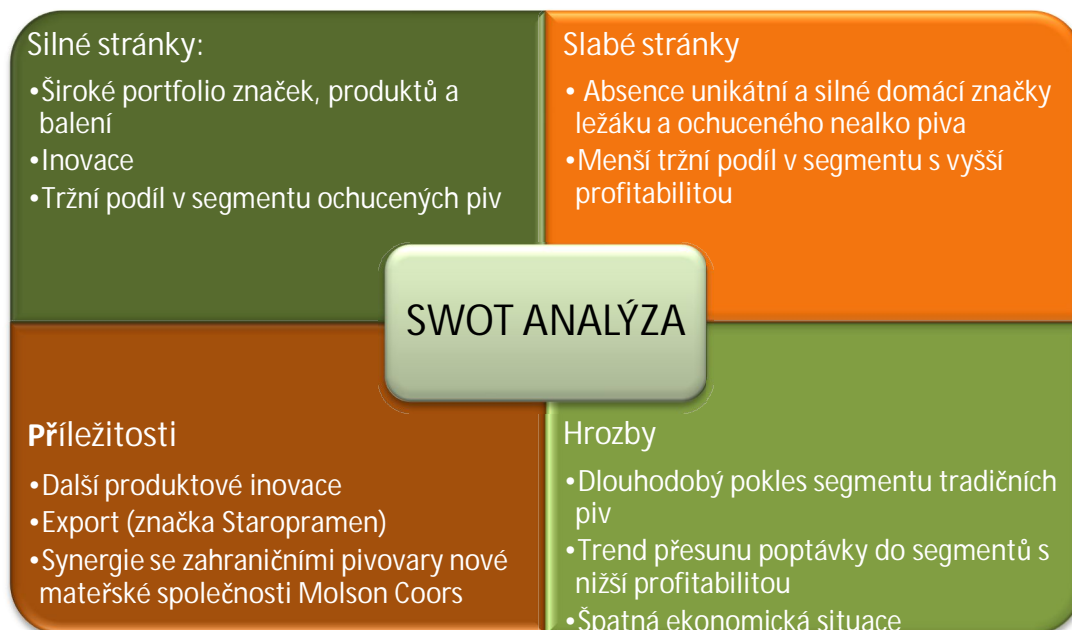 Silné stránky:
•Široké portfolio značek, produktů a
balení
•Inovace
•Tržní podíl v segmentu ochucených piv
Slabé stránky
• Absence unikátní a silné domácí značky
ležáku a ochuceného nealko piva
•Menší tržní podíl v segmentu s vyšší
profitabilitou
SWOT ANALÝZA
Příležitosti
•Další produktové inovace
•Export (značka Staropramen)
•Synergie se zahraničními pivovary nové
mateřské společnosti Molson Coors
Hrozby
•Dlouhodobý pokles segmentu tradičních
piv
•Trend přesunu poptávky do segmentů s
nižší profitabilitou
•Špatná ekonomická situace